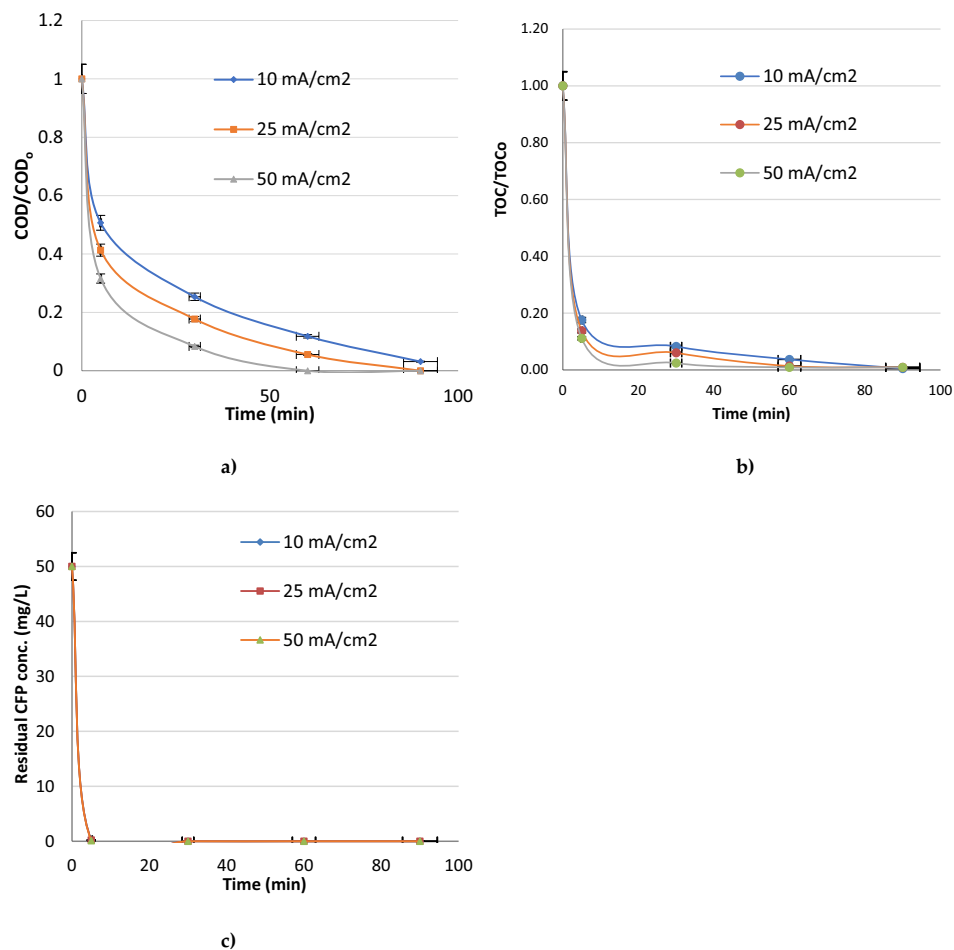 1.2
1
0.8
0.6
0.4
0.2
0
0
50
100
COD/CODo
Time (min)
10 mA/cm2
25 mA/cm2
50 mA/cm2
a)
1.20
1.00
0.80
0.60
0.40
0.20
0.00
0
20
40
60
80
100
TOC/TOCo
Time (min)
10 mA/cm2
25 mA/cm2
50 mA/cm2
b)
60
50
40
30
20
10
0
0
20
40
60
80
100
Residual CFP conc. (mg/L)
Time (min)
10 mA/cm2
25 mA/cm2
50 mA/cm2
c)